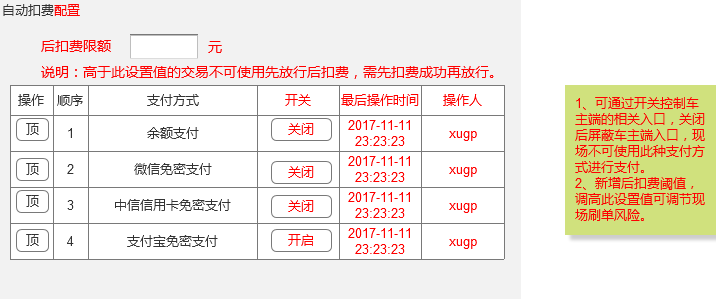 自动扣费配置
后扣费限额 元
说明：高于此设置值的交易不可使用先放行后扣费，需先扣费成功再放行。
操作 顺序 支付方式 开关 最后操作时间 操作人
顶 1 余额支付 关闭 2017-11-11 23:23:23 xugp
顶 2 微信免密支付 关闭 2017-11-11 23:23:23 xugp
顶 3 中信信用卡免密支付 关闭 2017-11-11 23:23:23 xugp
顶 4 支付宝免密支付 开启 2017-11-11 23:23:23 xugp
1、可通过开关控制车
主端的相关入口，关闭
后屏蔽车主端入口，现
场不可使用此种支付方
式进行支付。
2、新增后扣费阈值，
调高此设置值可调节现
场刷单风险。